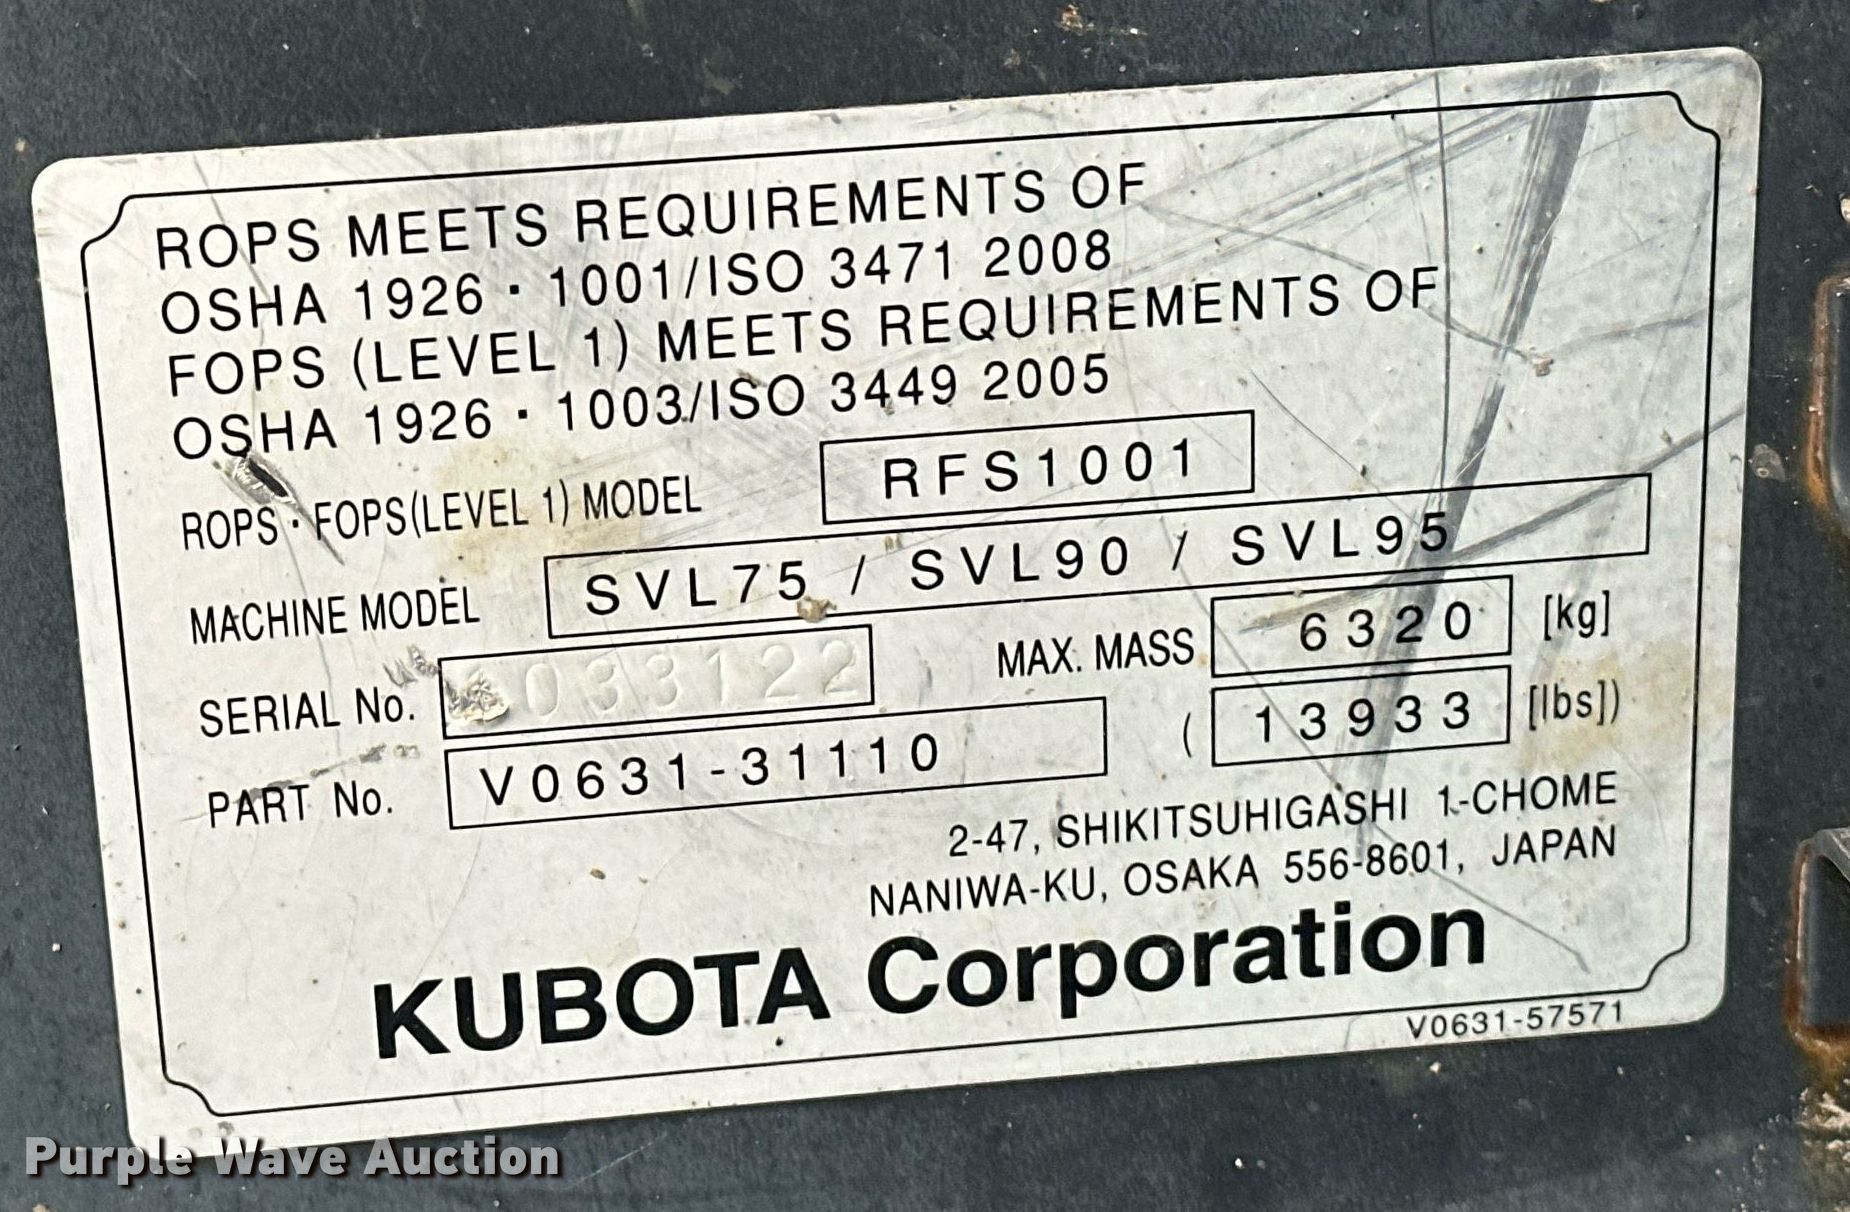 ROPS MEETS REQUIREMENTS OF
OSHA 1926・1001/ISO 3471 2008
FOPS (LEVEL 1) MEETS REQUIREMENTS OF
OSHA 1926・1003/ISO 3449 2005
ROPS・FOPS(LEVEL 1) MODEL RFS1001
MACHINE MODEL SVL75 / SVL90 / SVL95
SERIAL No. MAX. MASS 6320 [kg]
(13933 [lbs])
PART No. V0631-31110
2-47, SHIKITSUHIGASHI 1-CHOME
NANIWA-KU, OSAKA 556-8601, JAPAN
KUBOTA Corporation
V0631-57571
Purple Wave Auction